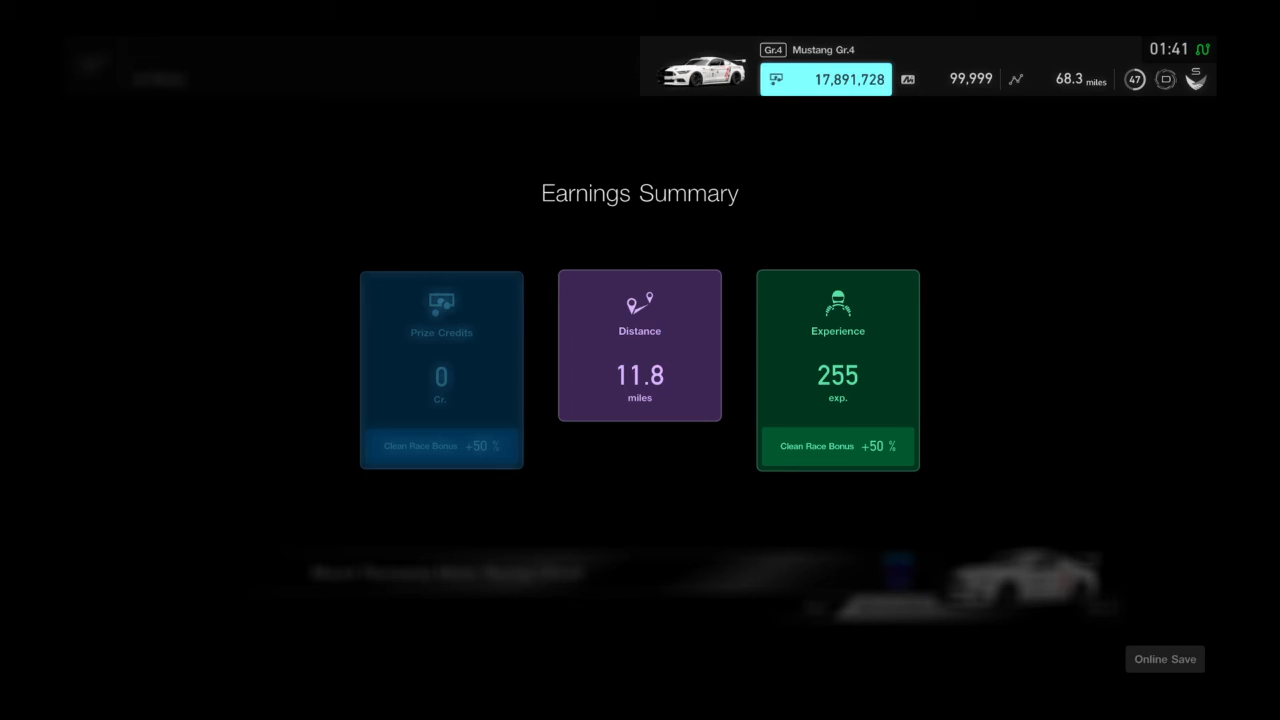 Gr.4 Mustang Gr.4
01:41
17,891,728
99,999
68.3 miles
47
D
S
Earnings Summary
Prize Credits
0
Cr.
Clean Race Bonus +50 %
Distance
11.8
miles
Experience
255
exp.
Clean Race Bonus +50 %
Online Save